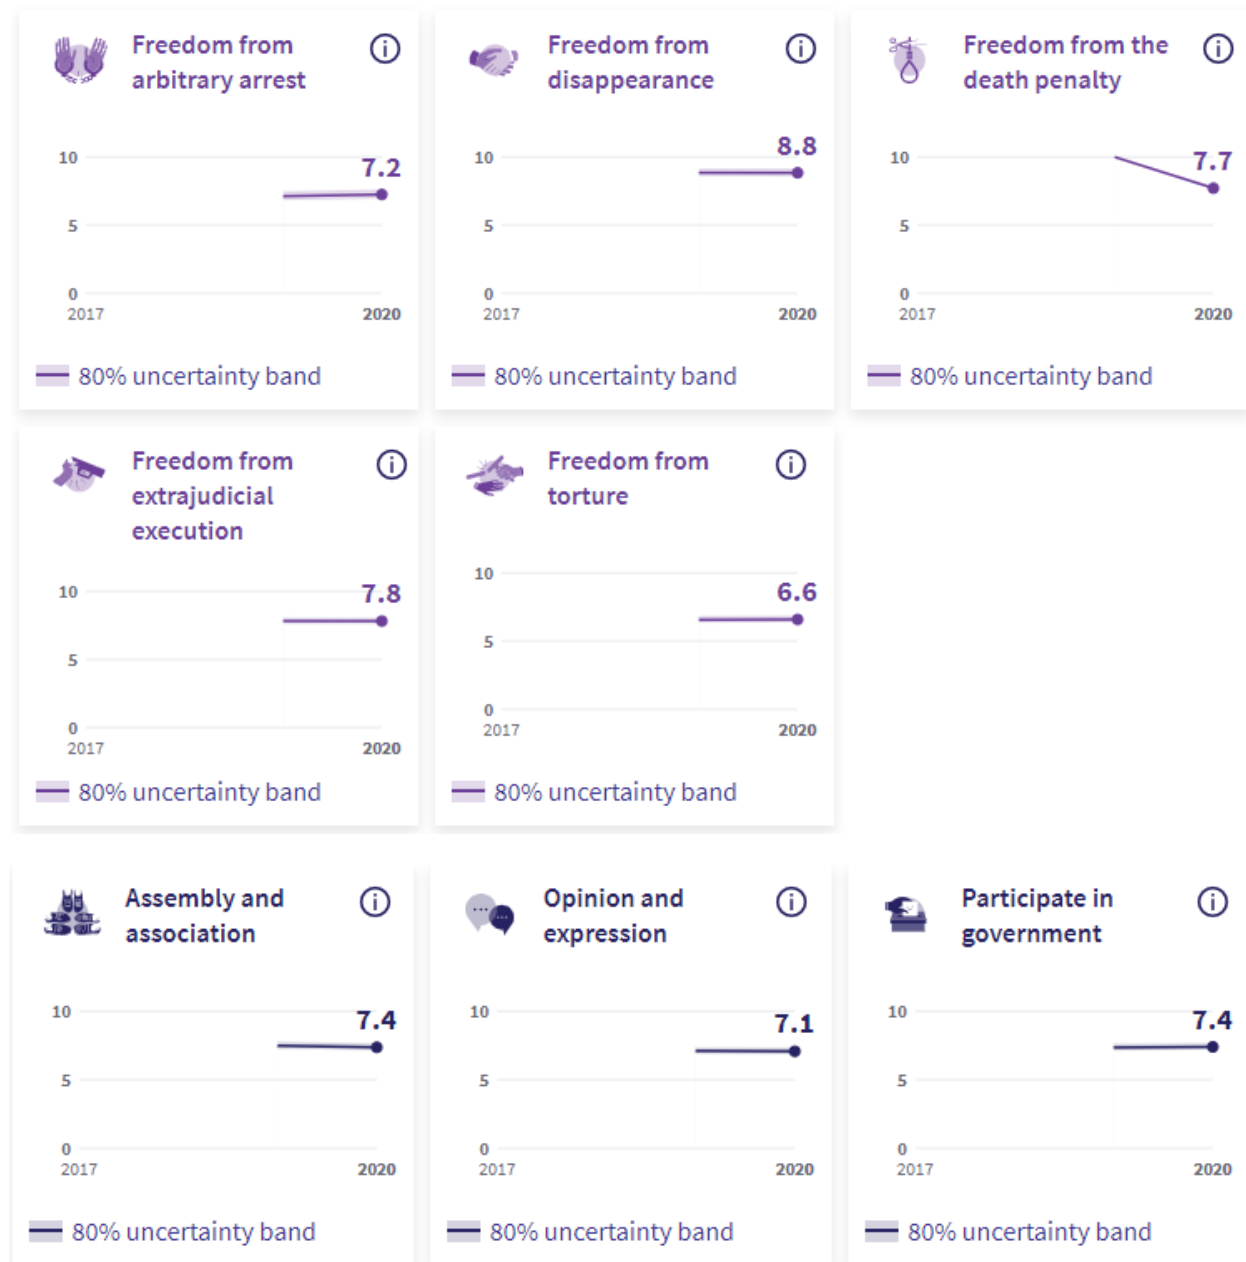 Freedom from
arbitrary arrest
10
7.2
5
0
2017
2020
80% uncertainty band
Freedom from
disappearance
10
8.8
5
0
2017
2020
80% uncertainty band
Freedom from the
death penalty
10
7.7
5
0
2017
2020
80% uncertainty band
Freedom from
extrajudicial
execution
10
7.8
5
0
2017
2020
80% uncertainty band
Freedom from
torture
10
6.6
5
0
2017
2020
80% uncertainty band
Assembly and
association
10
7.4
5
0
2017
2020
80% uncertainty band
Opinion and
expression
10
7.1
5
0
2017
2020
80% uncertainty band
Participate in
government
10
7.4
5
0
2017
2020
80% uncertainty band